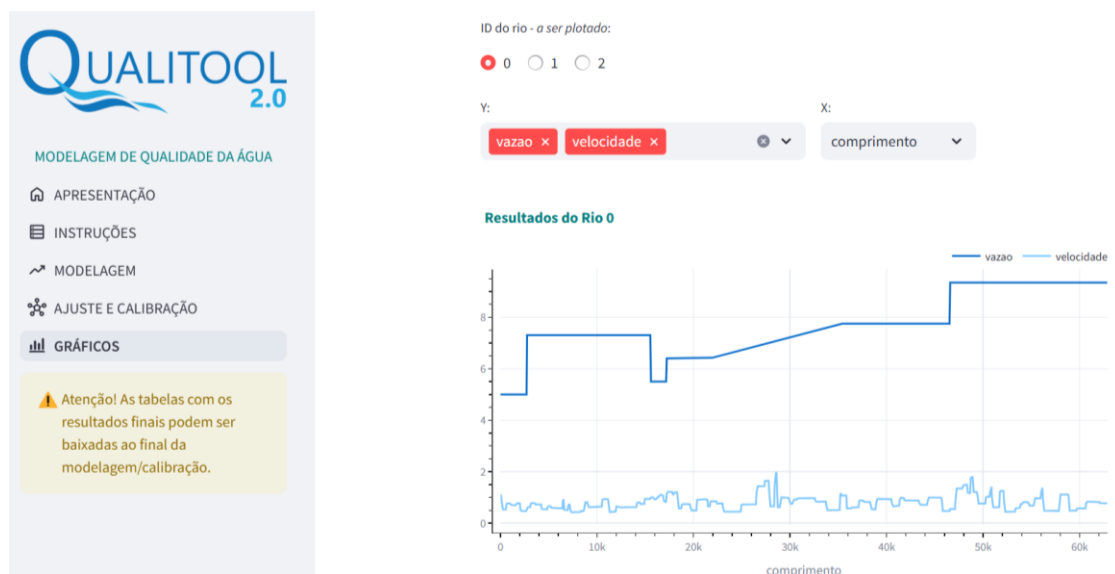 QUALITOOL
2.0
MODELAGEM DE QUALIDADE DA ÁGUA
APRESENTAÇÃO
INSTRUÇÕES
MODELAGEM
AJUSTE E CALIBRAÇÃO
GRÁFICOS
Atenção! As tabelas com os
resultados finais podem ser
baixadas ao final da
modelagem/calibração.
ID do rio - a ser plotado:
0 1 2
Y: X:
vazao × velocidade × comprimento
Resultados do Rio 0
vazao velocidade
8
6
4
2
0
0 10k 20k 30k 40k 50k 60k
comprimento